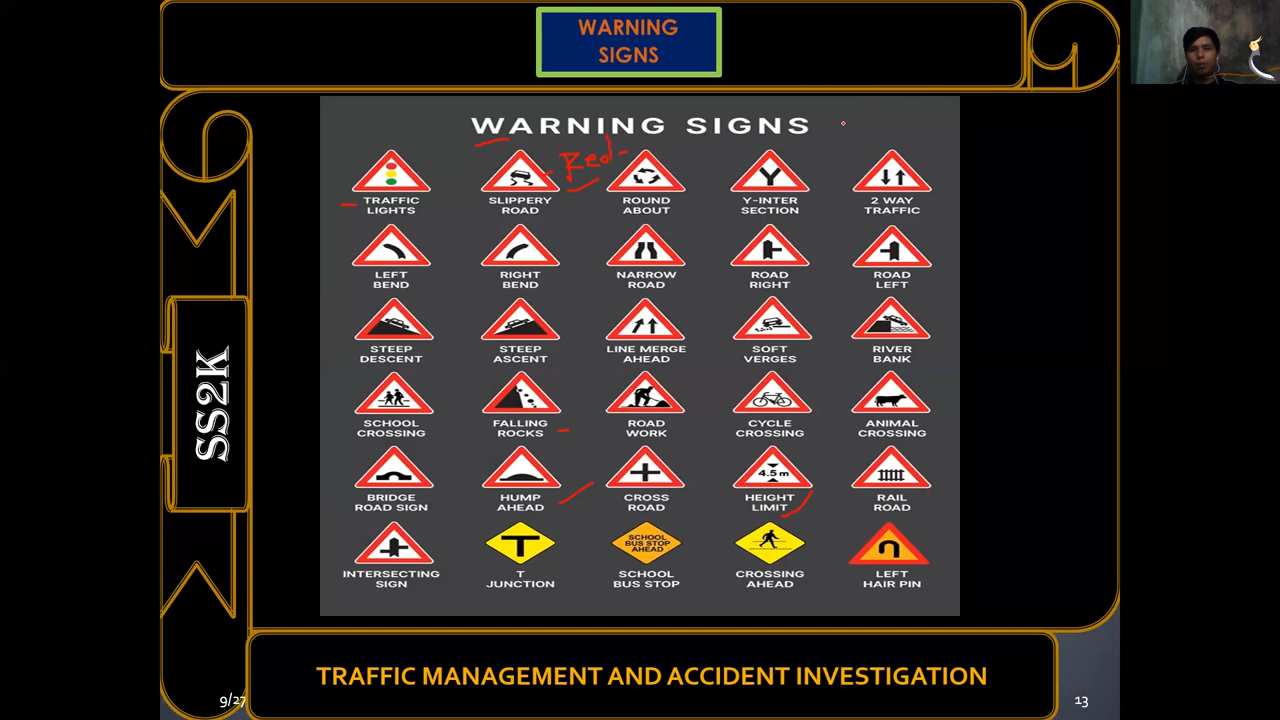 WARNING
SIGNS
WARNING SIGNS
Red
TRAFFIC
LIGHTS
SLIPPERY
ROAD
ROUND
ABOUT
Y-INTER
SECTION
2 WAY
TRAFFIC
LEFT
BEND
RIGHT
BEND
NARROW
ROAD
ROAD
RIGHT
ROAD
LEFT
STEEP
DESCENT
STEEP
ASCENT
LINE MERGE
AHEAD
SOFT
VERGES
RIVER
BANK
SCHOOL
CROSSING
FALLING
ROCKS
ROAD
WORK
CYCLE
CROSSING
ANIMAL
CROSSING
4.5m
BRIDGE
ROAD SIGN
HUMP
AHEAD
CROSS
ROAD
HEIGHT
LIMIT
RAIL
ROAD
SCHOOL
BUS STOP
AHEAD
INTERSECTING
SIGN
T
JUNCTION
SCHOOL
BUS STOP
CROSSING
AHEAD
LEFT
HAIR PIN
SS2K
TRAFFIC MANAGEMENT AND ACCIDENT INVESTIGATION
9/27
13